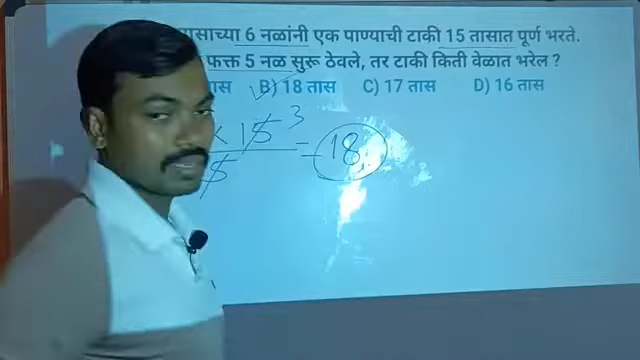 6 नळांनी एक पाण्याची टाकी 15 तासात पूर्ण भरते.
फक्त 5 नळ सुरू ठेवले, तर टाकी किती वेळात भरेल ?
B) 18 तास C) 17 तास D) 16 तास
× 15 3
5
= 18